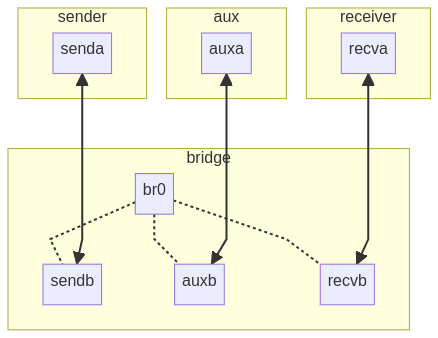 sender
aux
receiver
senda
auxa
recva
bridge
br0
sendb
auxb
recvb